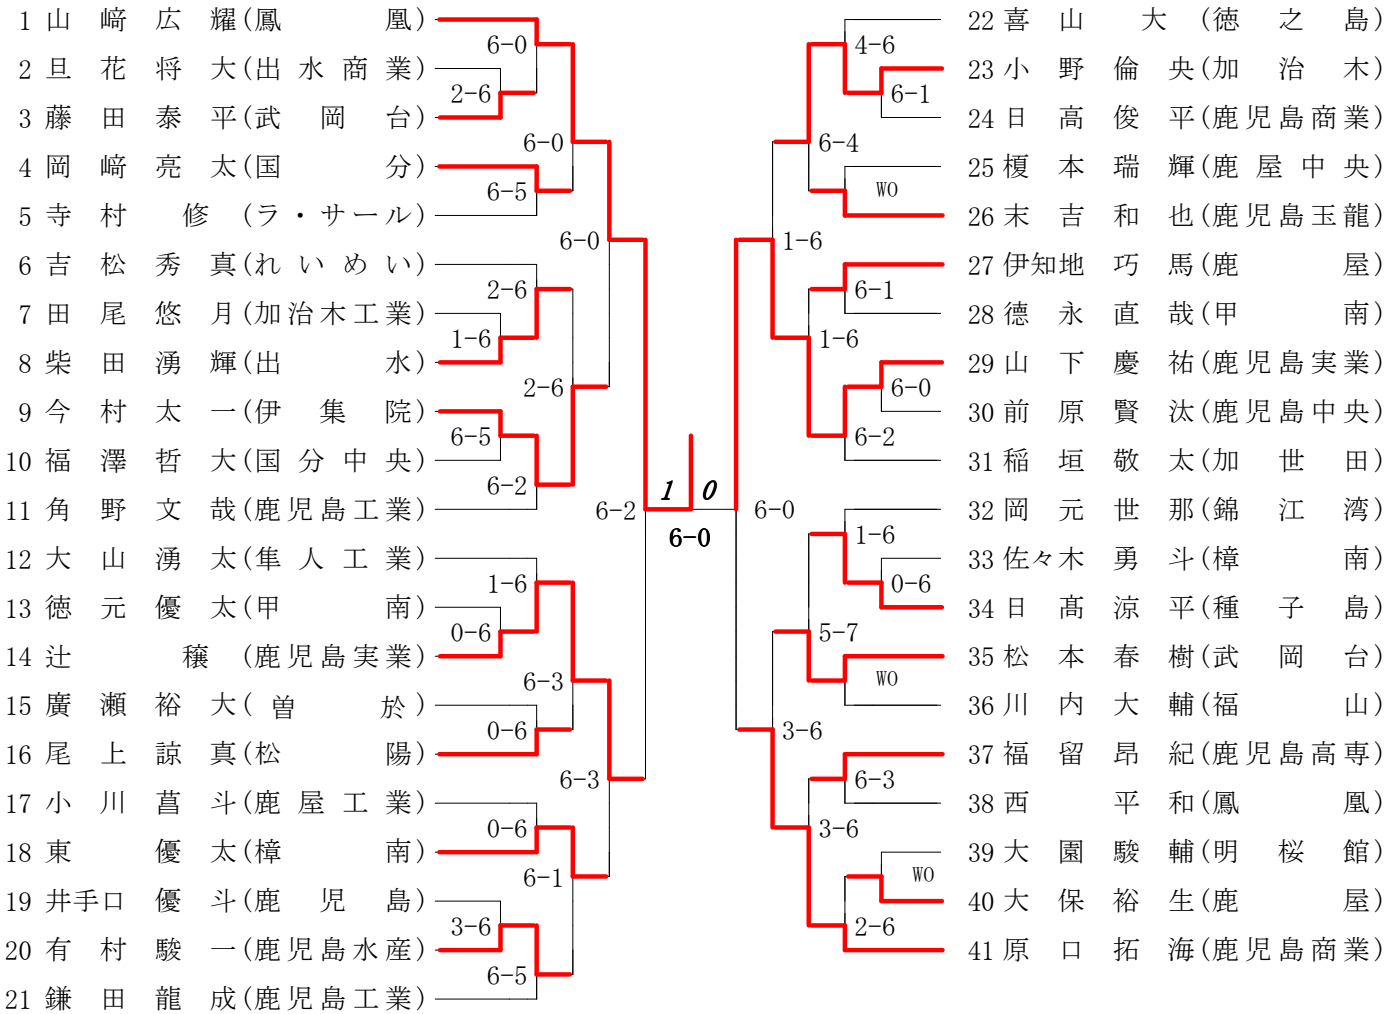 1 山﨑広耀(鳳凰)
6-0
2 旦花将大(出水商業)
2-6
3 藤田泰平(武岡台)
6-0
4 岡﨑亮太(国分)
6-5
5 寺村修(ラ・サール)
6-0
6 吉松秀真(れいめい)
2-6
7 田尾悠月(加治木工業)
1-6
8 柴田湧輝(出水)
2-6
9 今村太一(伊集院)
6-5
10 福澤哲大(国分中央)
6-2
11 角野文哉(鹿児島工業)
6-2
12 大山湧太(隼人工業)
1-6
13 徳元優太(甲南)
0-6
14 辻穣(鹿児島実業)
6-3
15 廣瀬裕大(曽於)
0-6
16 尾上諒真(松陽)
6-3
17 小川菖斗(鹿屋工業)
0-6
18 東優太(樟南)
6-1
19 井手口優斗(鹿児島)
3-6
20 有村駿一(鹿児島水産)
6-5
21 鎌田龍成(鹿児島工業)
1 0
6-0
22 喜山大(徳之島)
4-6
23 小野倫央(加治木)
6-1
24 日高俊平(鹿児島商業)
6-4
25 榎本瑞輝(鹿屋中央)
WO
26 末吉和也(鹿児島玉龍)
1-6
27 伊知地巧馬(鹿屋)
6-1
28 德永直哉(甲南)
1-6
29 山下慶祐(鹿児島実業)
6-0
30 前原賢汰(鹿児島中央)
6-2
31 稲垣敬太(加世田)
6-0
32 岡元世那(錦江湾)
1-6
33 佐々木勇斗(樟南)
0-6
34 日髙涼平(種子島)
5-7
35 松本春樹(武岡台)
WO
36 川内大輔(福山)
3-6
37 福留昂紀(鹿児島高専)
6-3
38 西平和(鳳凰)
3-6
39 大園駿輔(明桜館)
WO
40 大保裕生(鹿屋)
2-6
41 原口拓海(鹿児島商業)